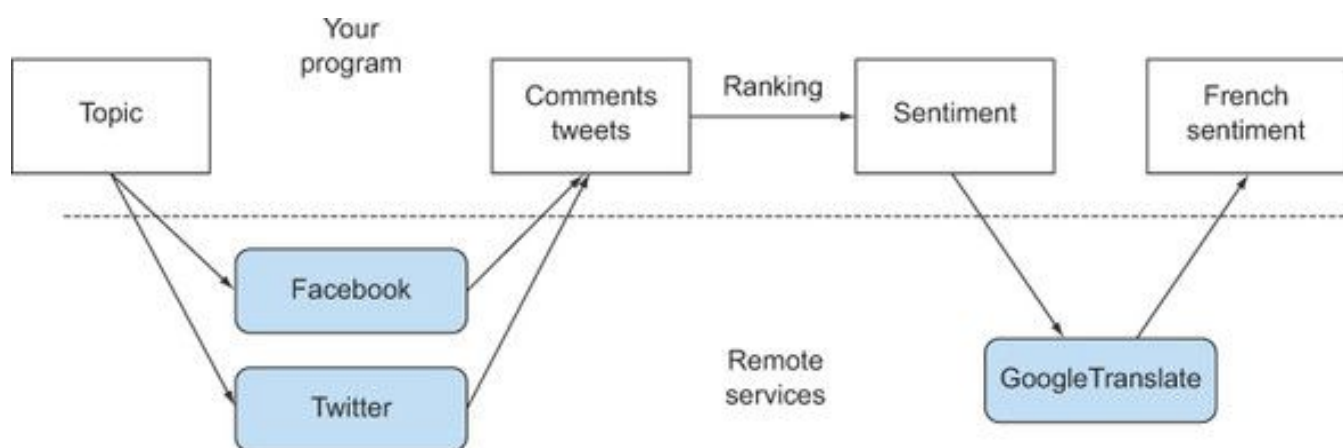 Your
program
Topic
Comments
tweets
Ranking
Sentiment
French
sentiment
Facebook
Twitter
Remote
services
GoogleTranslate